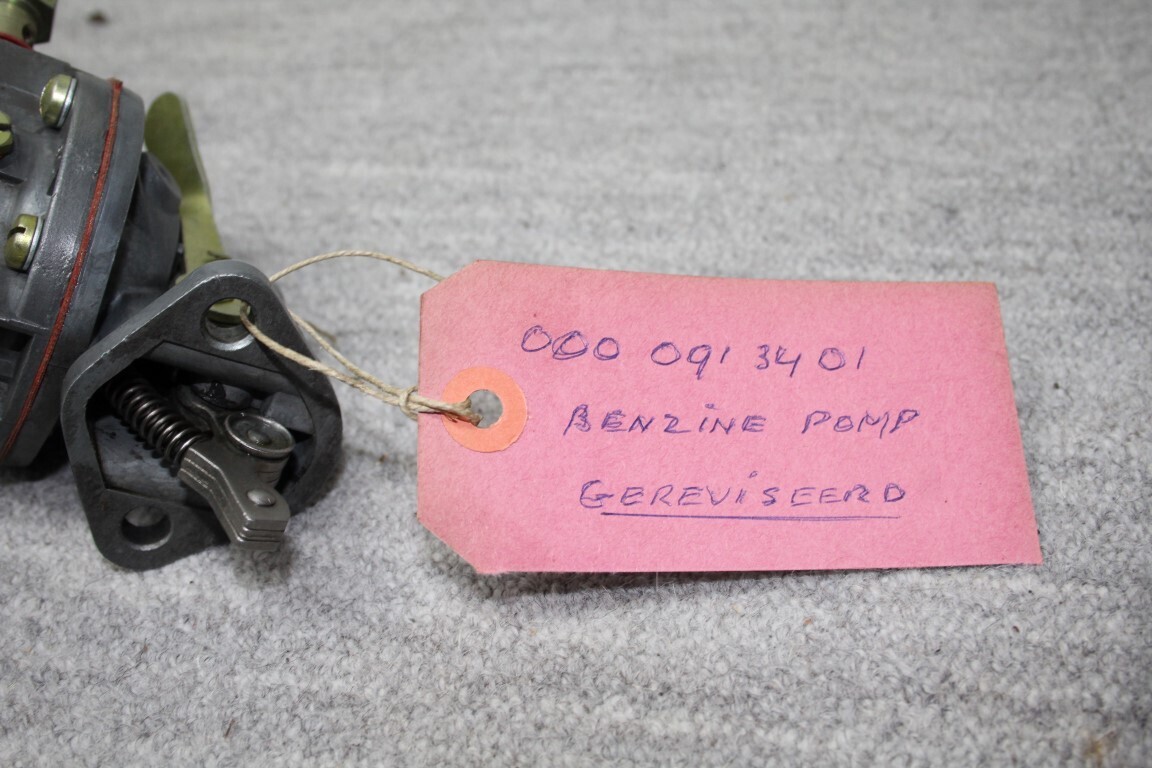 000 091 34 01
BENZINE POMP
GEREVISEERD